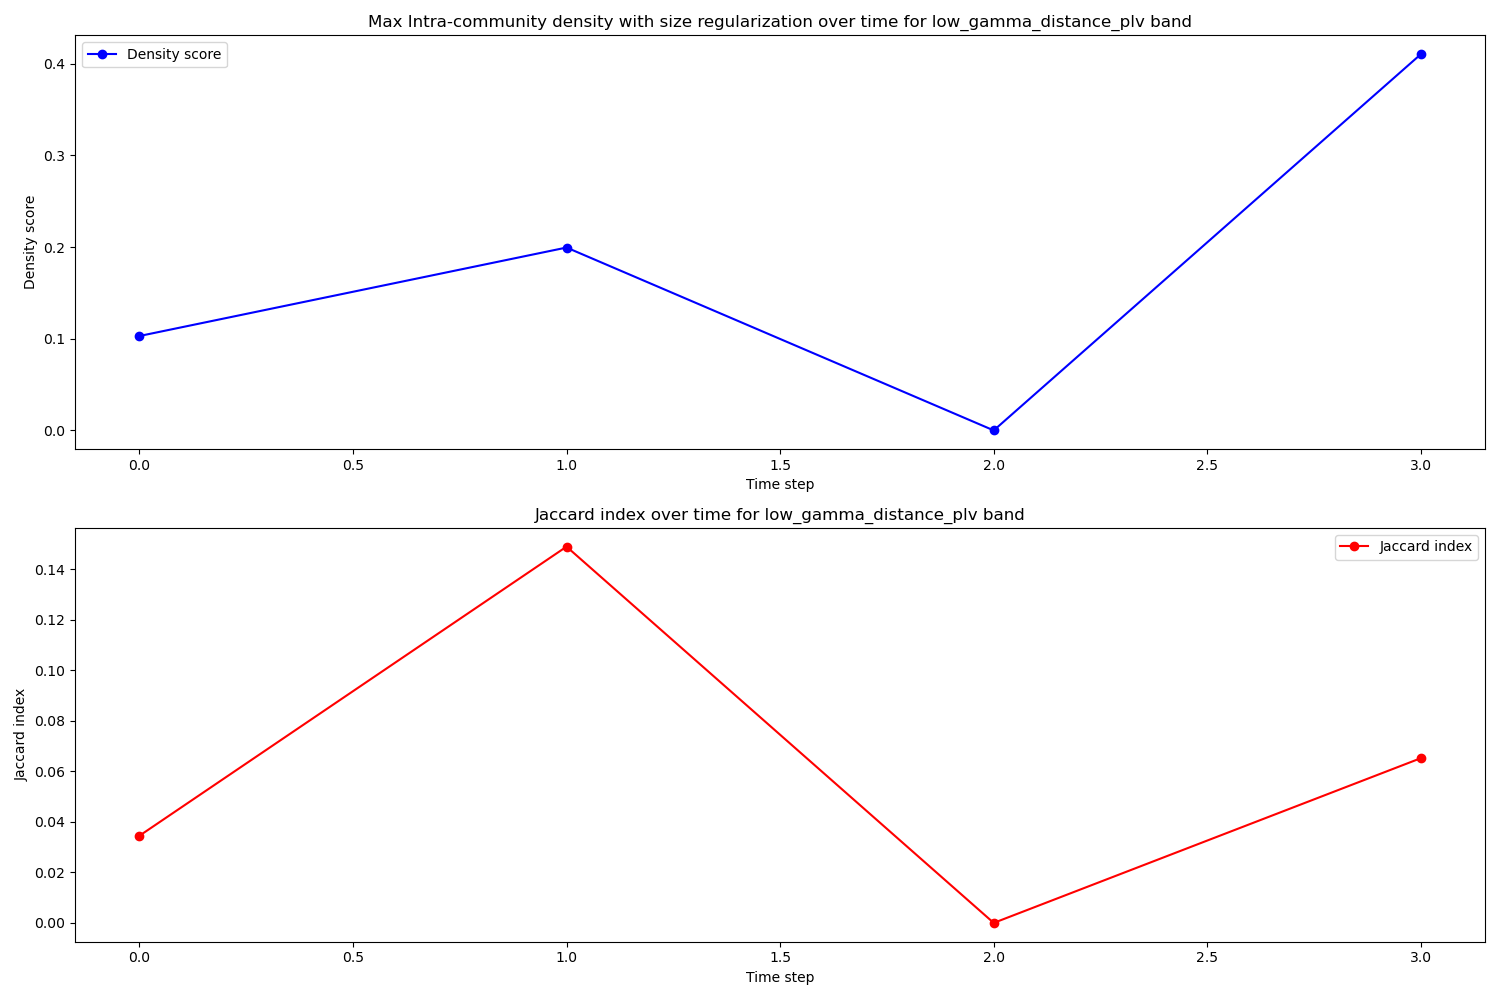 Max Intra-community density with size regularization over time for low_gamma_distance_plv band
Density score
0.4
0.3
0.2
0.1
0.0
Density score
0.0 0.5 1.0 1.5 2.0 2.5 3.0
Time step
Jaccard index over time for low_gamma_distance_plv band
Jaccard index
0.14
0.12
0.10
0.08
0.06
0.04
0.02
0.00
Jaccard index
0.0 0.5 1.0 1.5 2.0 2.5 3.0
Time step